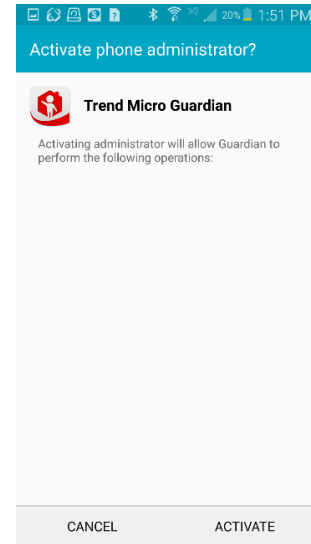 20% 1:51 PM
Activate phone administrator?
Trend Micro Guardian
Activating administrator will allow Guardian to
perform the following operations:
CANCEL ACTIVATE